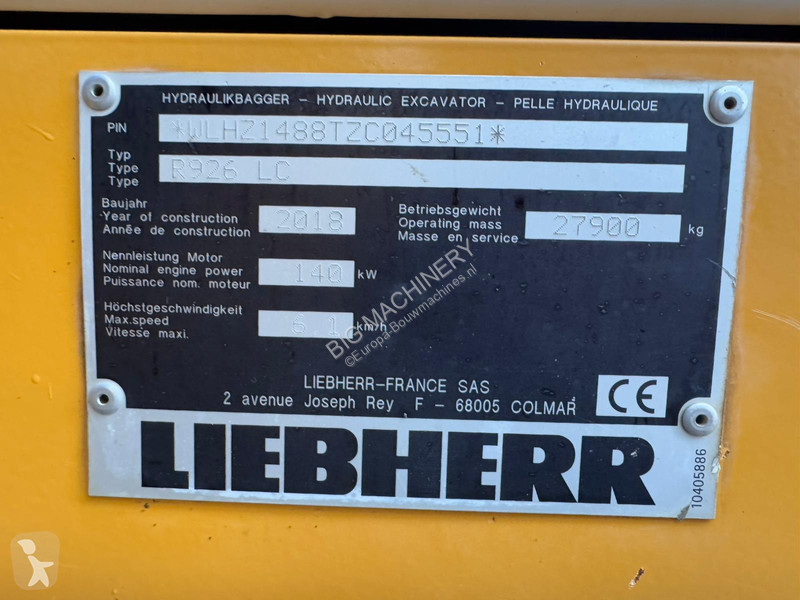 HYDRAULIKBAGGER - HYDRAULIC EXCAVATOR - PELLE HYDRAULIQUE
PIN *WLHZ1488TZC045551*
Typ
Type R926 LC
Type
Baujahr
Year of construction 2018
Année de construction
Betriebsgewicht
Operating mass 27900 kg
Masse en service
Nennleistung Motor
Nominal engine power 140 kW
Puissance nom. moteur
Höchstgeschwindigkeit
Max.speed 6.1 km/h
Vitesse maxi.
BIG MACHINERY
©Europa-Bouwmachines.nl
LIEBHERR-FRANCE SAS
2 avenue Joseph Rey F - 68005 COLMAR
CE
LIEBHERR
10405886